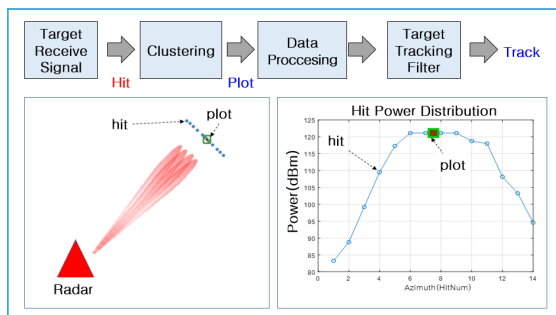 Target
Receive
Signal
Clustering
Data
Proccesing
Target
Tracking
Filter
Track
Hit
Plot
hit
plot
Radar
Hit Power Distribution
125
120
115
110
105
100
95
90
85
80
Power(dBm)
hit
plot
0 2 4 6 8 10 12 14
Azimuth(HitNum)